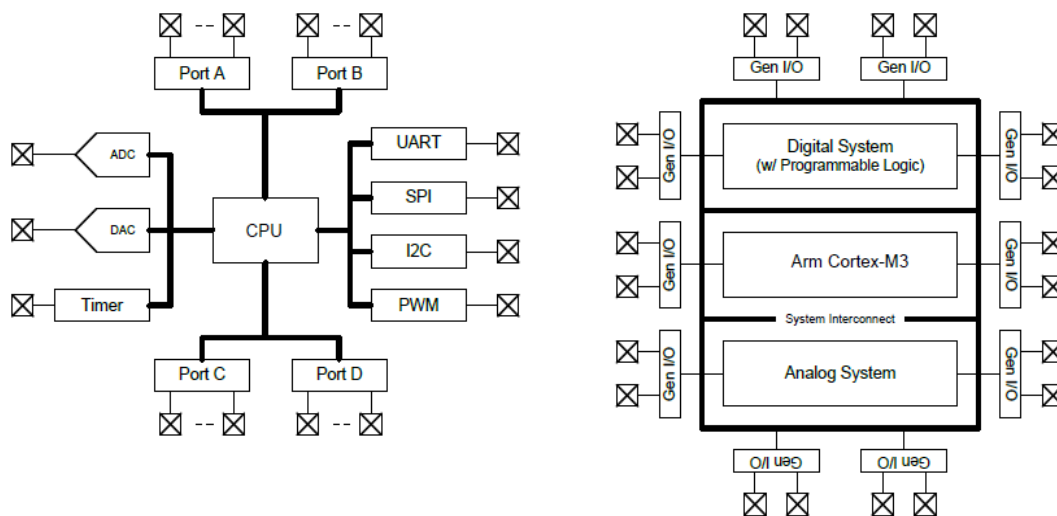 Port A
Port B
ADC
UART
SPI
DAC
CPU
I2C
Timer
PWM
Port C
Port D
Gen I/O
Gen I/O
Gen I/O
Digital System
(w/ Programmable Logic)
Gen I/O
Gen I/O
Arm Cortex-M3
Gen I/O
System Interconnect
Gen I/O
Analog System
Gen I/O
Gen I/O
Gen I/O